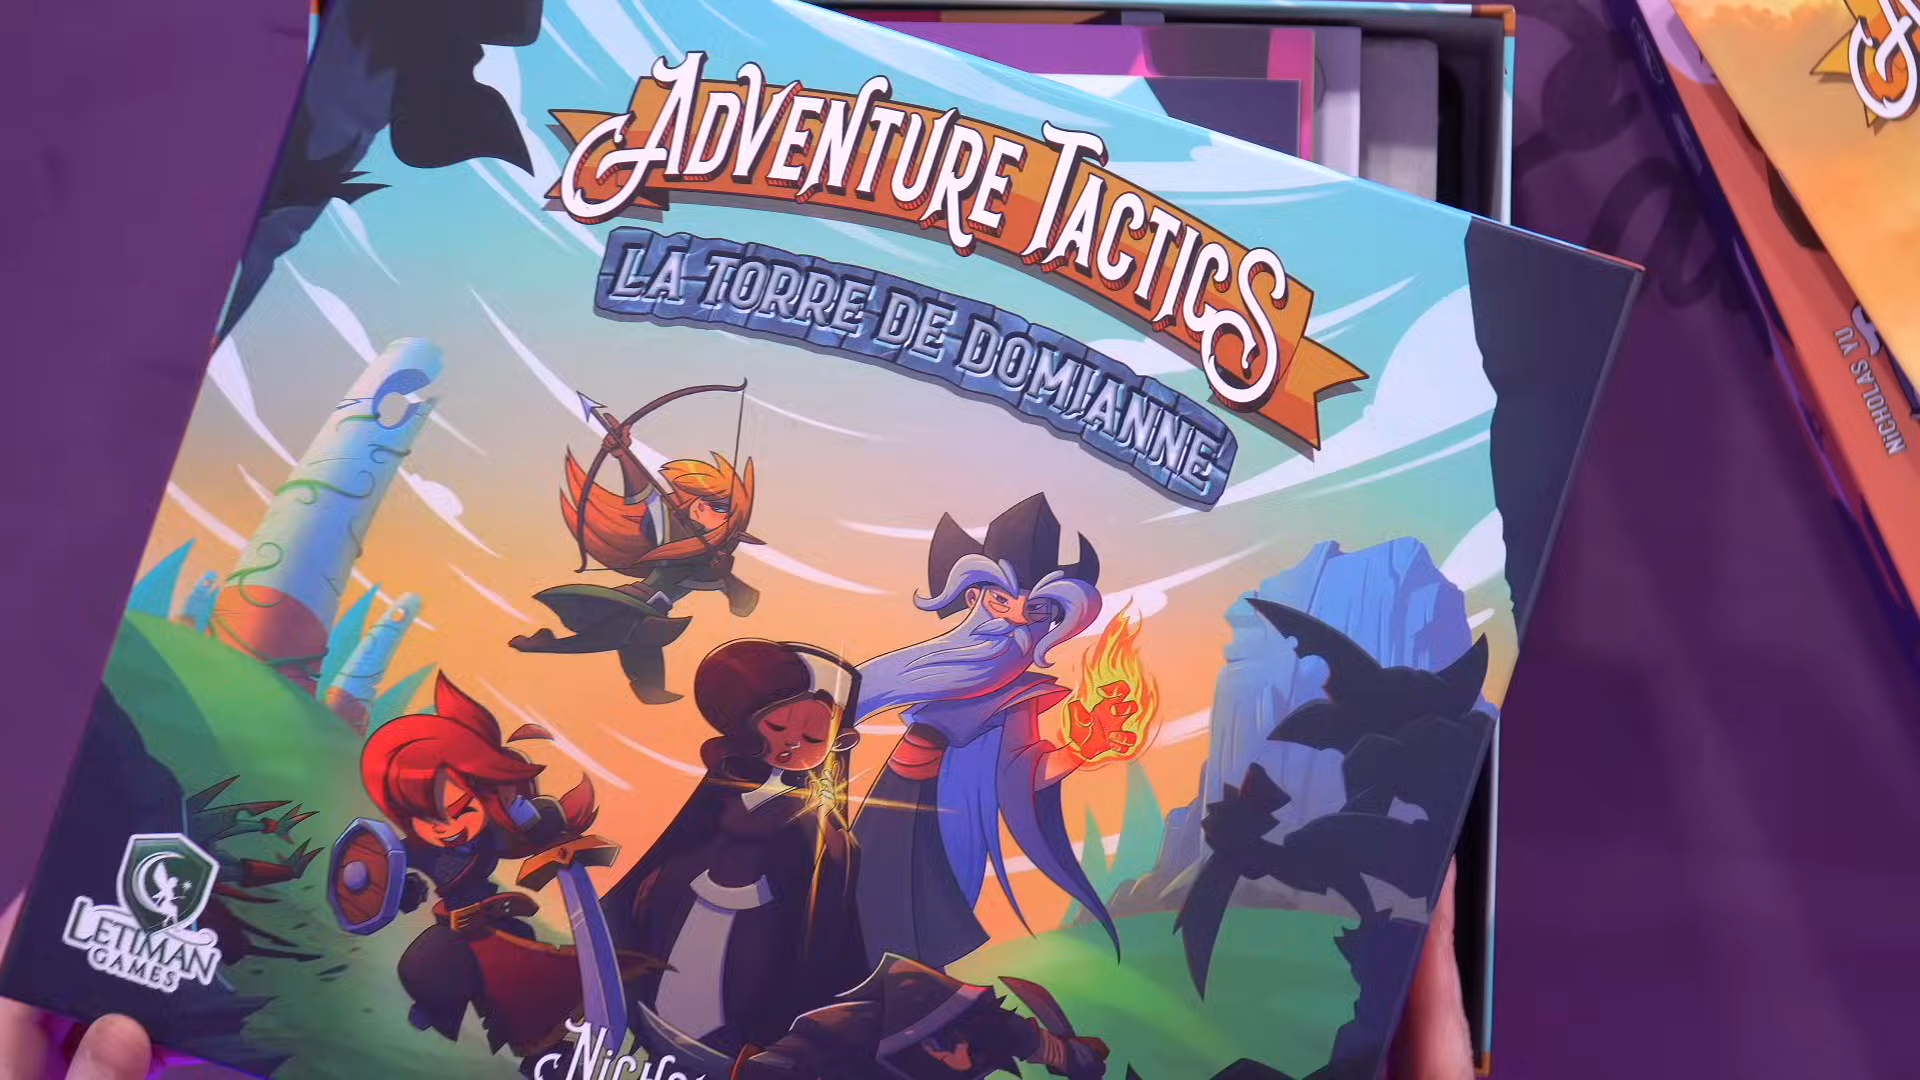 ADVENTURE TACTICS
LA TORRE DE DOMIANNE
LETIMAN
GAMES
NICHOLAS YU